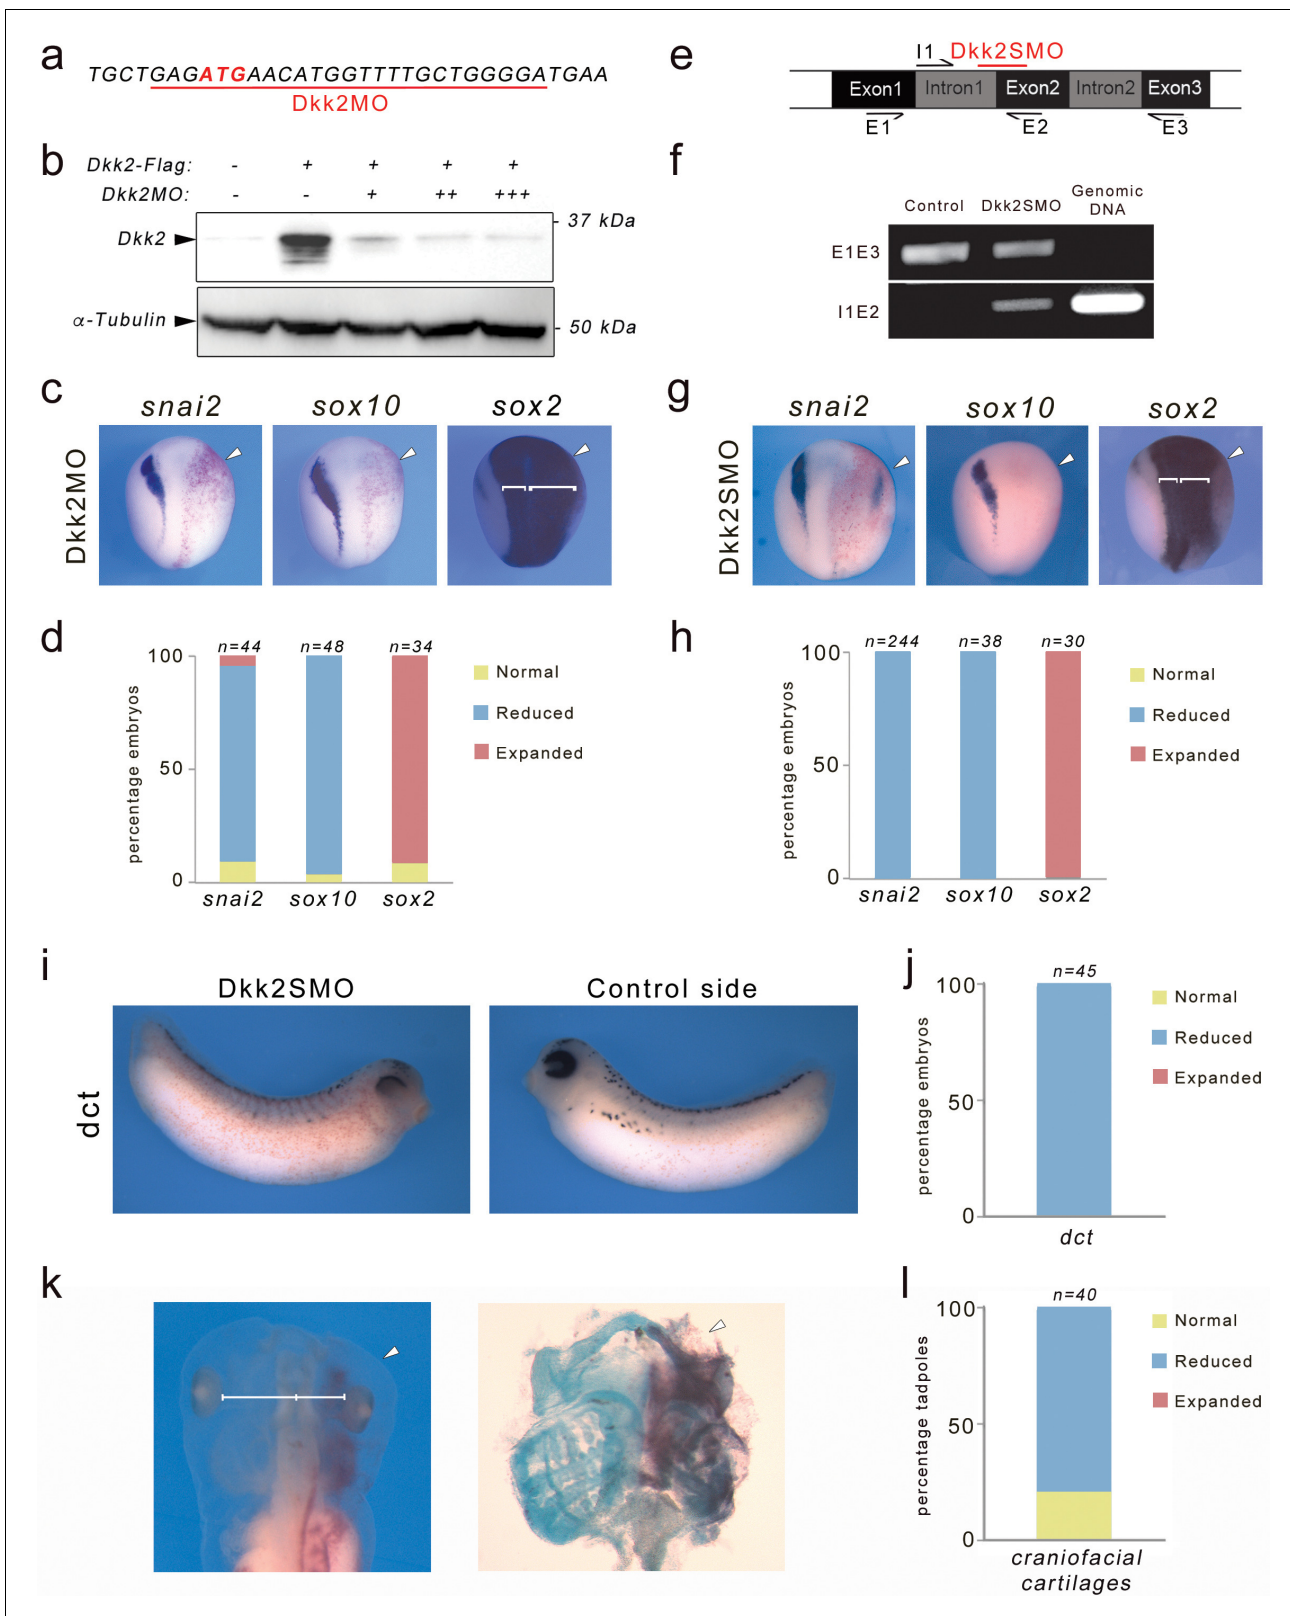 a
TGCTGAGATGAACATGGTTTTGCTGGGGATGAA
Dkk2MO
b
Dkk2-Flag: - + + + +
Dkk2MO: - - + ++ +++
Dkk2
- 37 kDa
α-Tubulin
- 50 kDa
c
snai2 sox10 sox2
Dkk2MO
d
n=44 n=48 n=34
percentage embryos
100
50
0
snai2 sox10 sox2
Normal
Reduced
Expanded
e
I1 Dkk2SMO
Exon1 Intron1 Exon2 Intron2 Exon3
E1 E2 E3
f
Control Dkk2SMO Genomic
DNA
E1E3
I1E2
g
snai2 sox10 sox2
Dkk2SMO
h
n=244 n=38 n=30
percentage embryos
100
50
0
snai2 sox10 sox2
Normal
Reduced
Expanded
i
Dkk2SMO Control side
dct
j
n=45
percentage embryos
100
50
0
dct
Normal
Reduced
Expanded
k
l
n=40
percentage tadpoles
100
50
0
craniofacial
cartilages
Normal
Reduced
Expanded